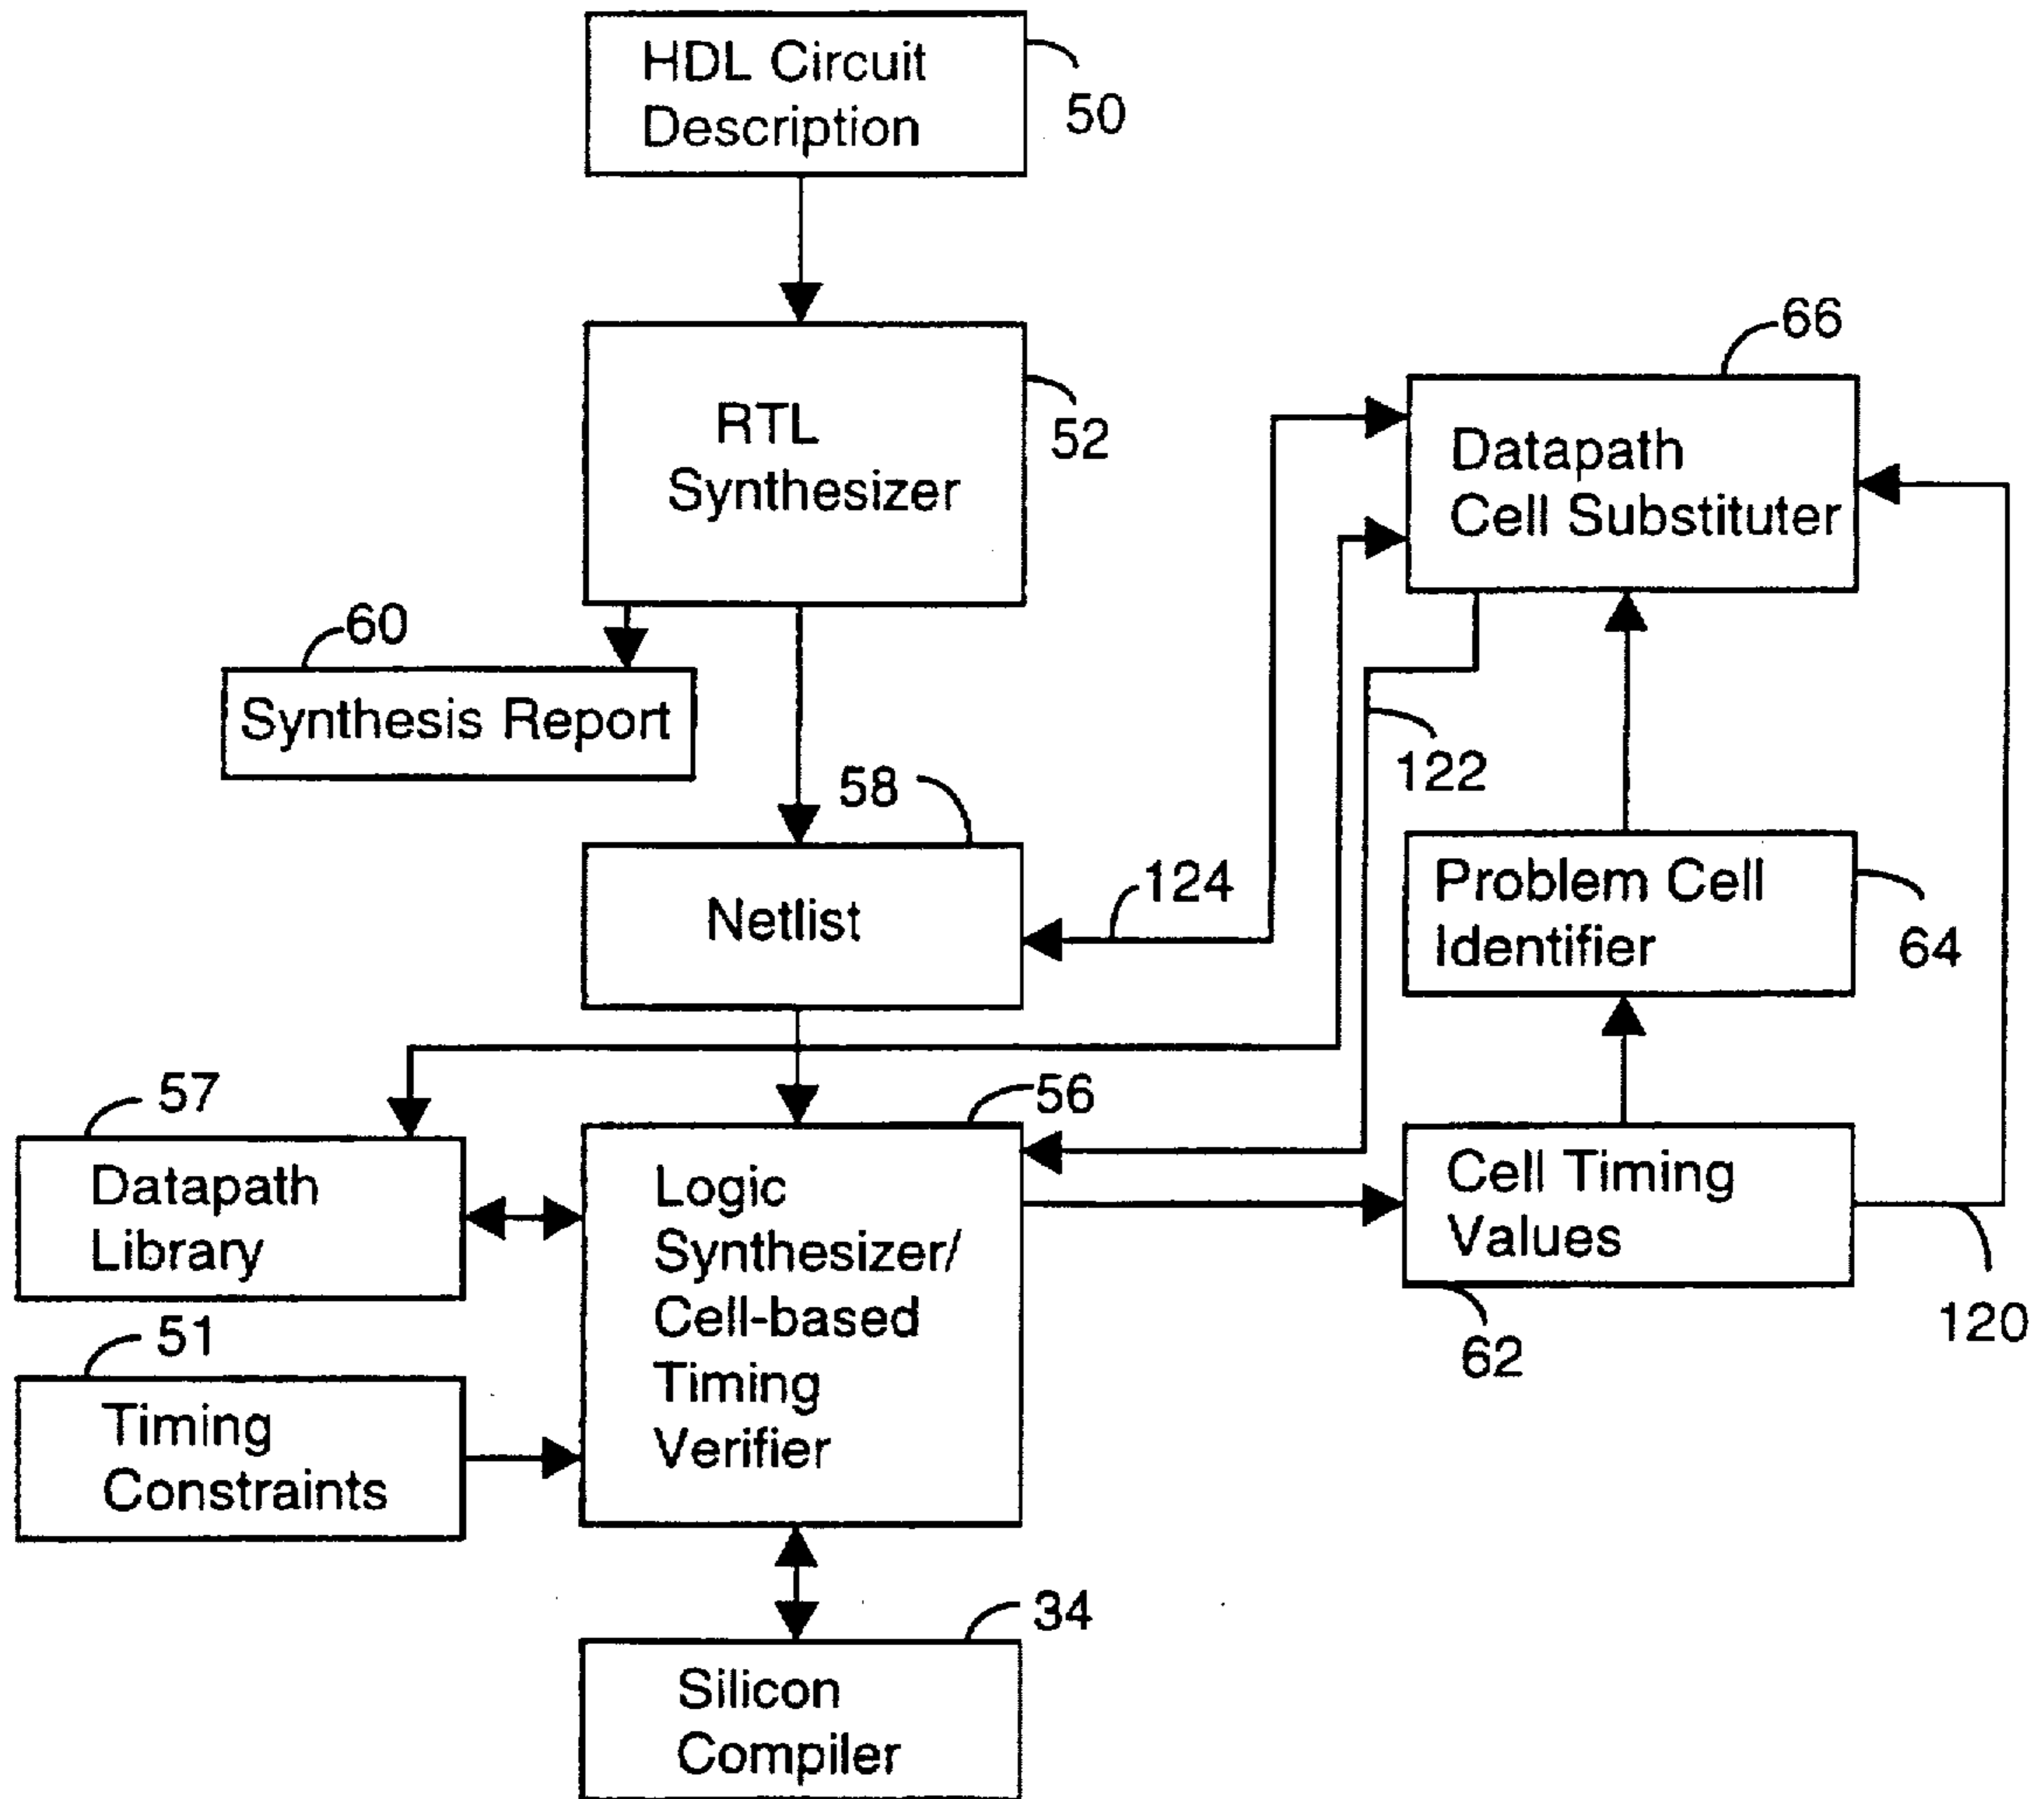 HDL Circuit
Description
50
RTL
Synthesizer
52
66
Datapath
Cell Substituter
60
Synthesis Report
122
58
Netlist
124
Problem Cell
Identifier
64
57
Datapath
Library
56
Logic
Synthesizer/
Cell-based
Timing
Verifier
Cell Timing
Values
62
120
51
Timing
Constraints
34
Silicon
Compiler